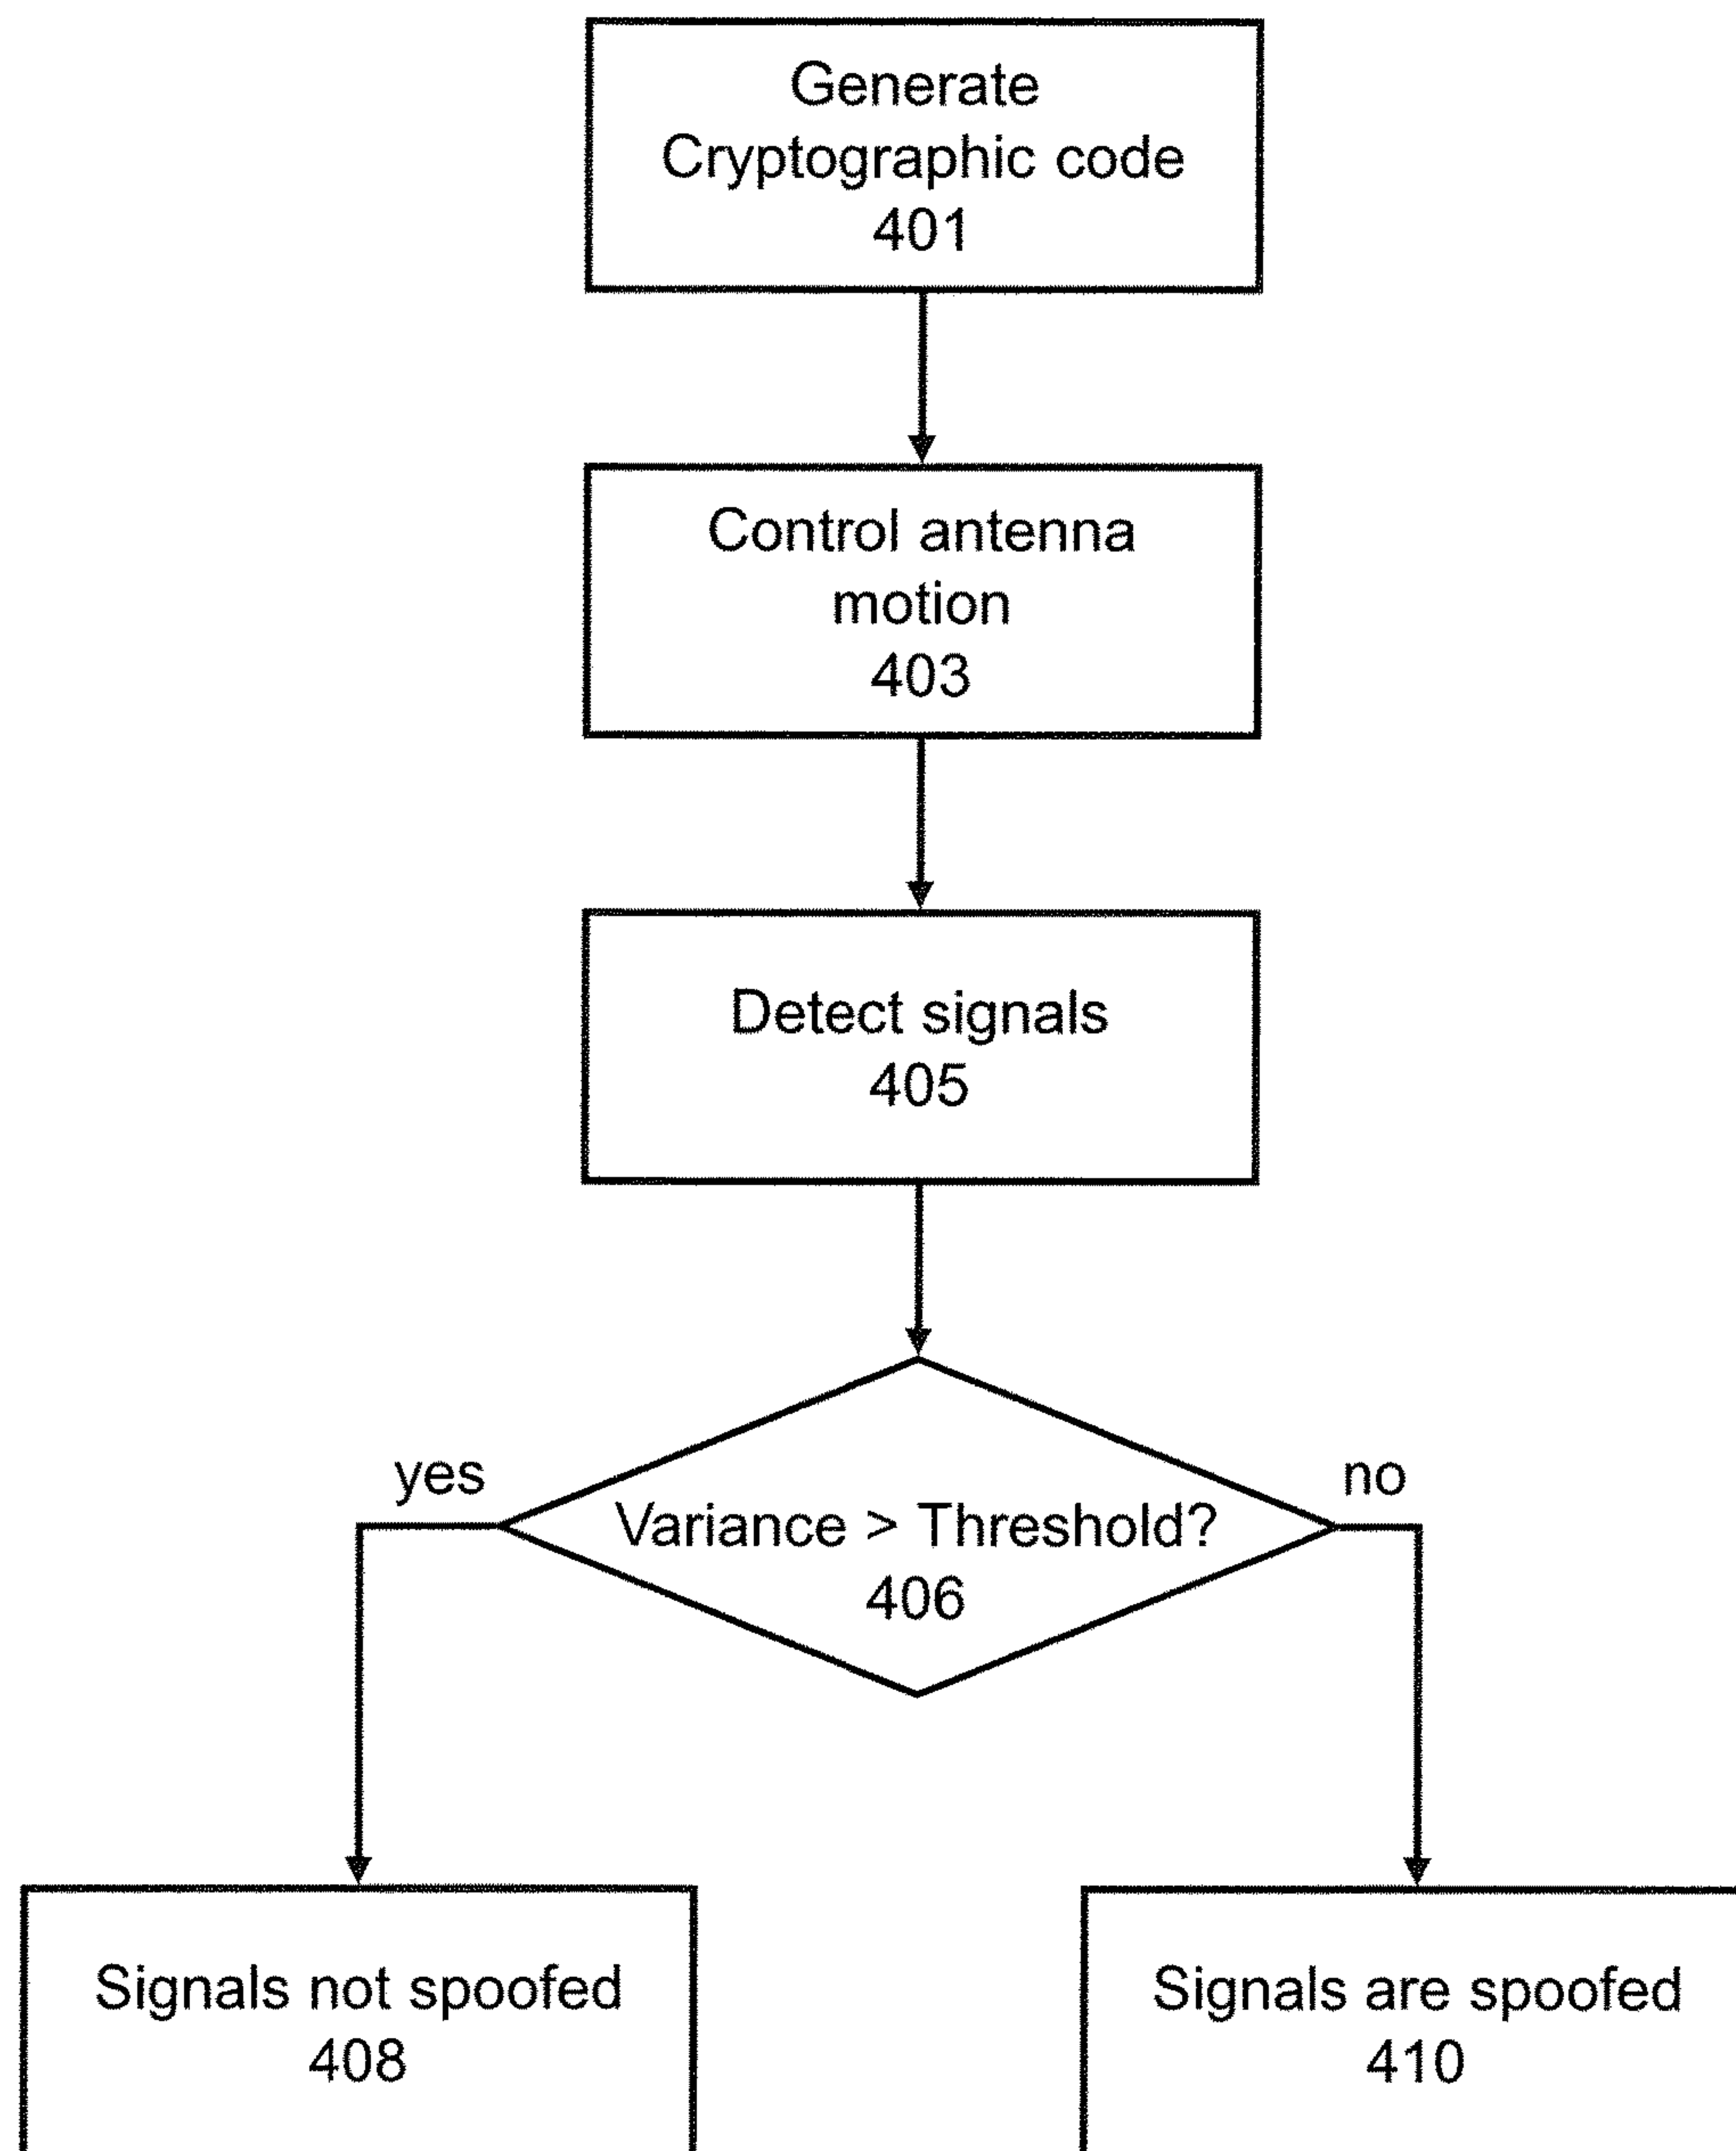 Generate
Cryptographic code
401
Control antenna
motion
403
Detect signals
405
yes
no
Variance > Threshold?
406
Signals not spoofed
408
Signals are spoofed
410